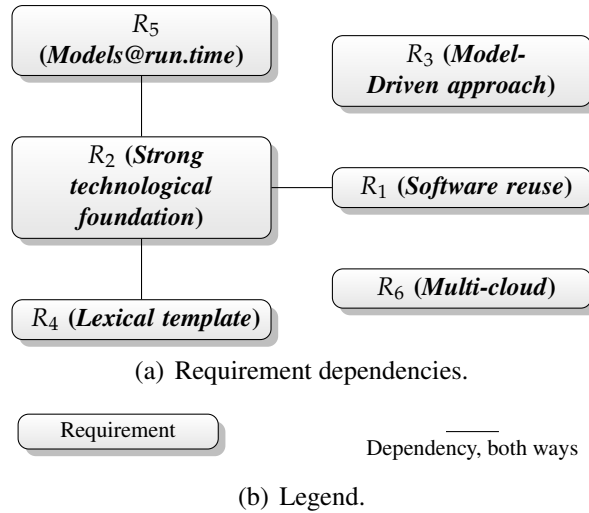 R5
(Models@run.time)
R3 (Model-
Driven approach)
R2 (Strong
technological
foundation)
R1 (Software reuse)
R6 (Multi-cloud)
R4 (Lexical template)
(a) Requirement dependencies.
Requirement
Dependency, both ways
(b) Legend.